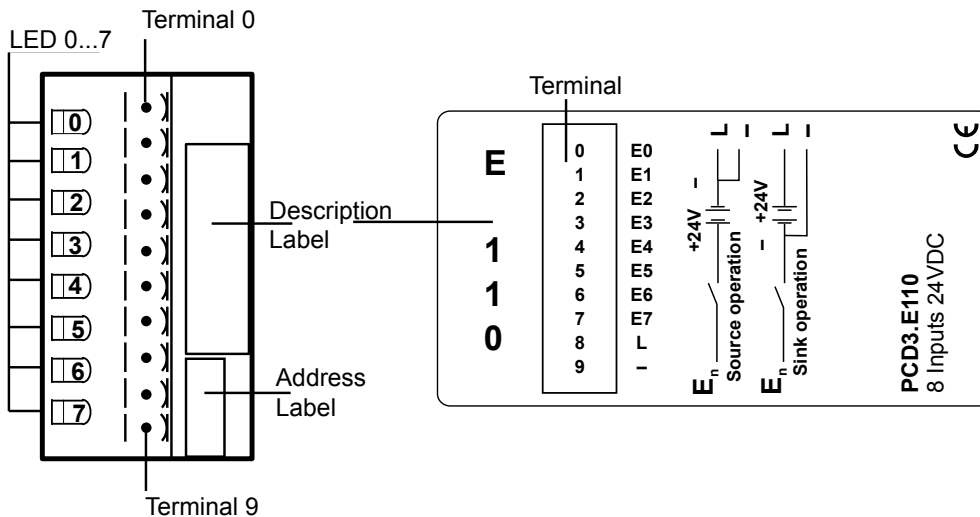 Terminal 0
LED 0...7
0
1
2
3
4
5
6
7
Description
Label
Address
Label
Terminal 9
Terminal
E
1
1
0
0 E0
1 E1
2 E2
3 E3
4 E4
5 E5
6 E6
7 E7
8 L
9 –
L
–
–
+24V
En
Source operation
L
–
+24V
–
En
Sink operation
PCD3.E110
8 Inputs 24VDC
CE